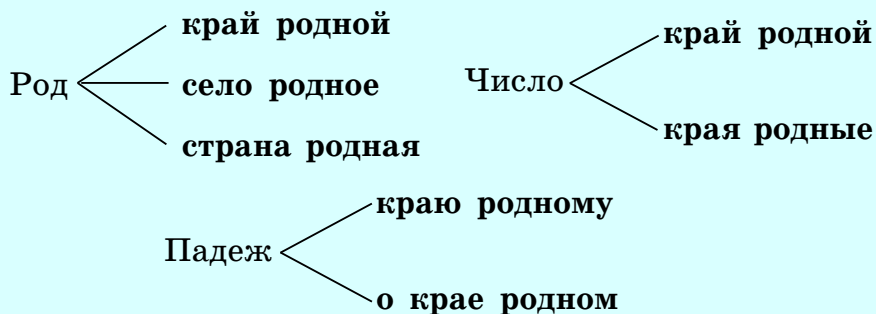 край родной
Род
село родное
страна родная
Число
край родной
края родные
Падеж
краю родному
о крае родном